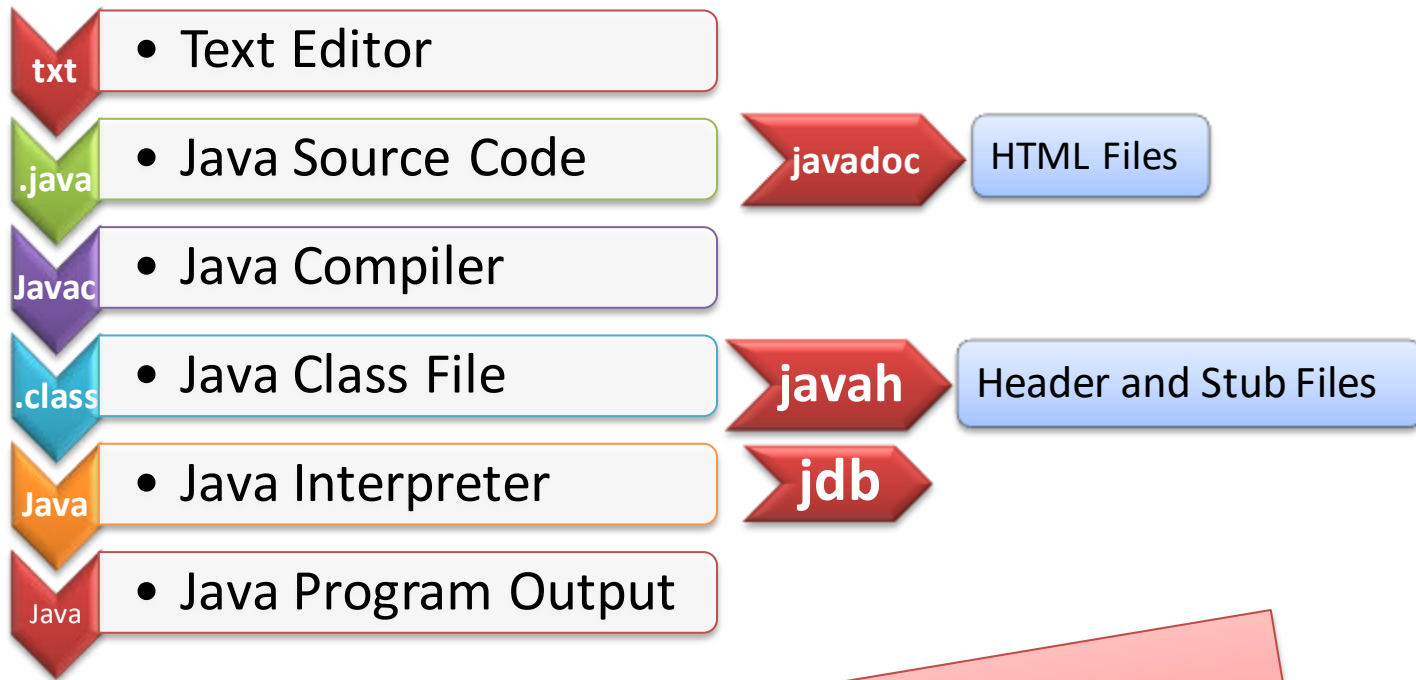 txt
• Text Editor
.java
• Java Source Code
javadoc
HTML Files
Javac
• Java Compiler
.class
• Java Class File
javah
Header and Stub Files
Java
• Java Interpreter
jdb
Java
• Java Program Output